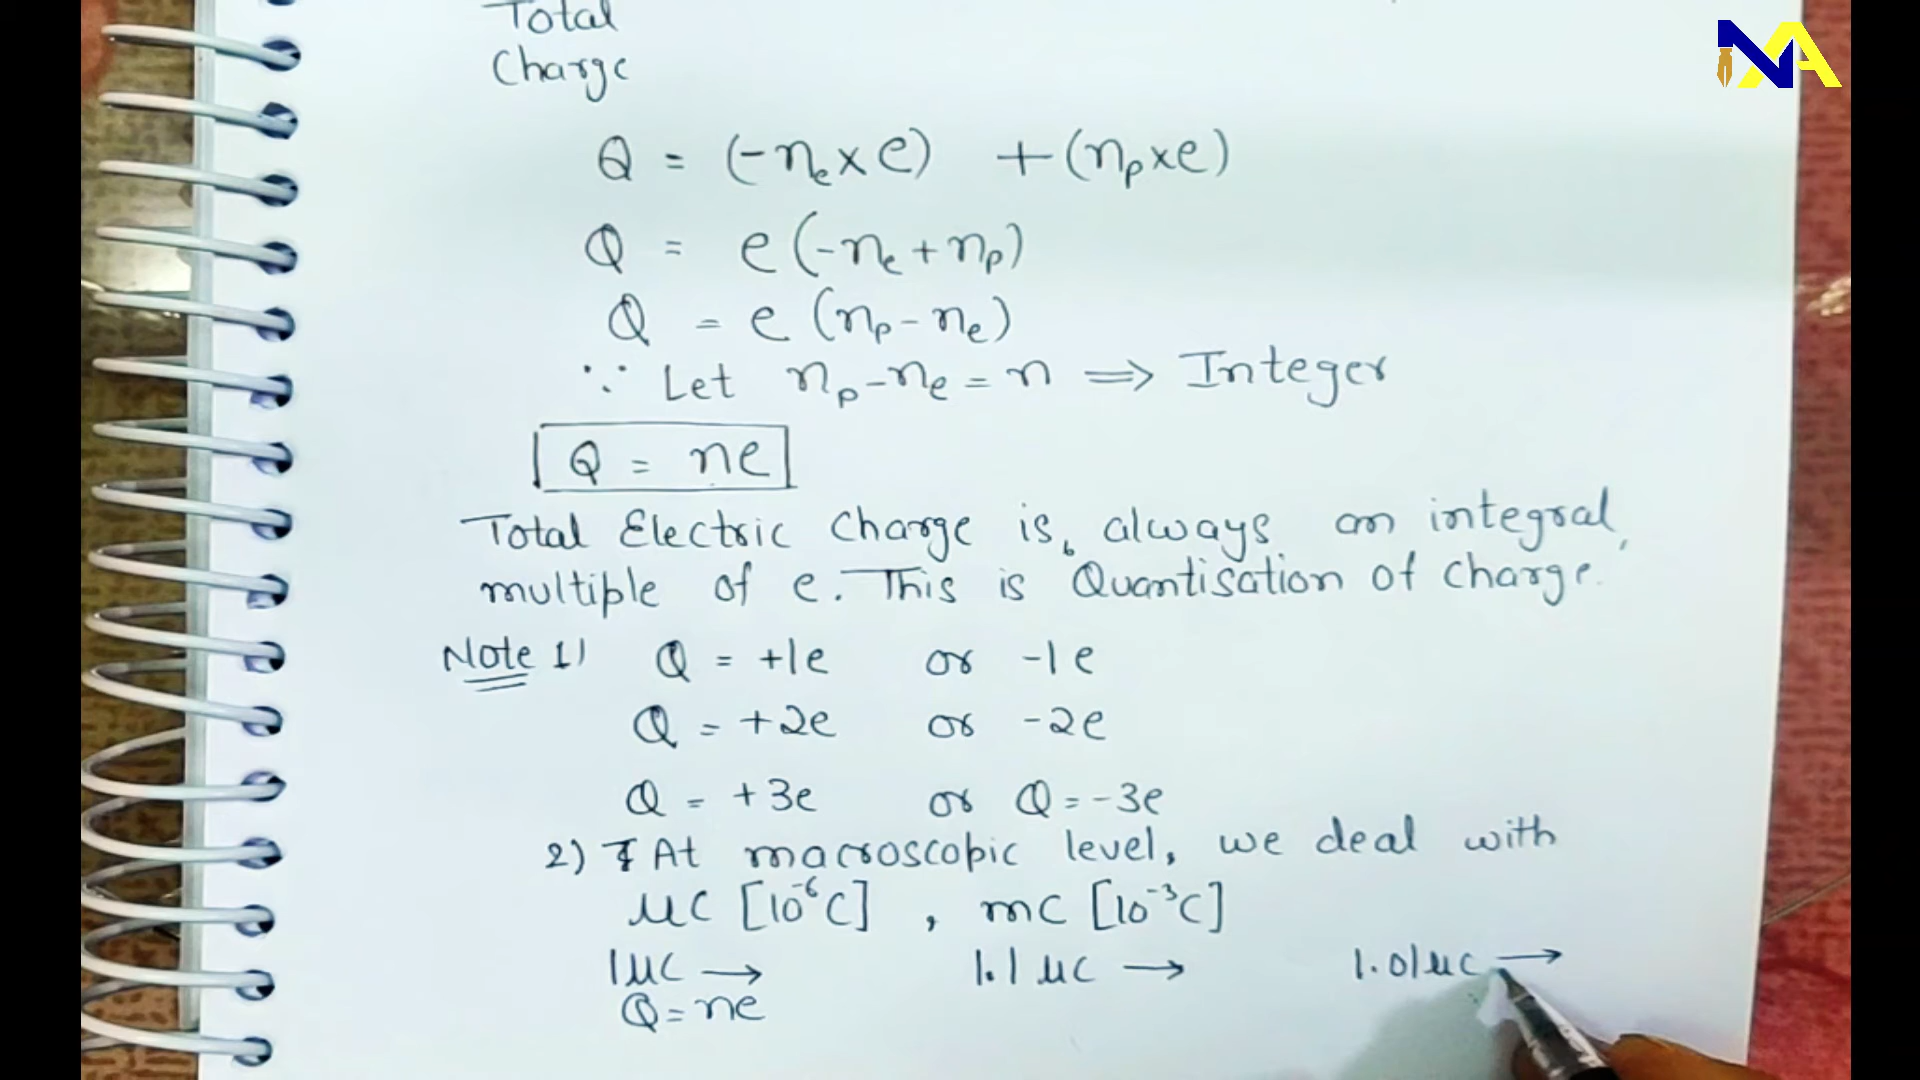 Total
Charge
NA
Q = (-nₑ×e) + (nₚ×e)
Q = e(-nₑ+nₚ)
Q = e (nₚ-nₑ)
∵ Let nₚ-nₑ=n ⟹ Integer
Q = ne
Total Electric Charge is, always an integral,
multiple of e. This is Quantisation of Charge.
Note 1) Q = +1e or -1e
Q = +2e or -2e
Q = +3e or Q=-3e
2) At macroscopic level, we deal with
μC [10⁻⁶C] , mC [10⁻³C]
1μC → 1.1 μC → 1.01μC →
Q=ne